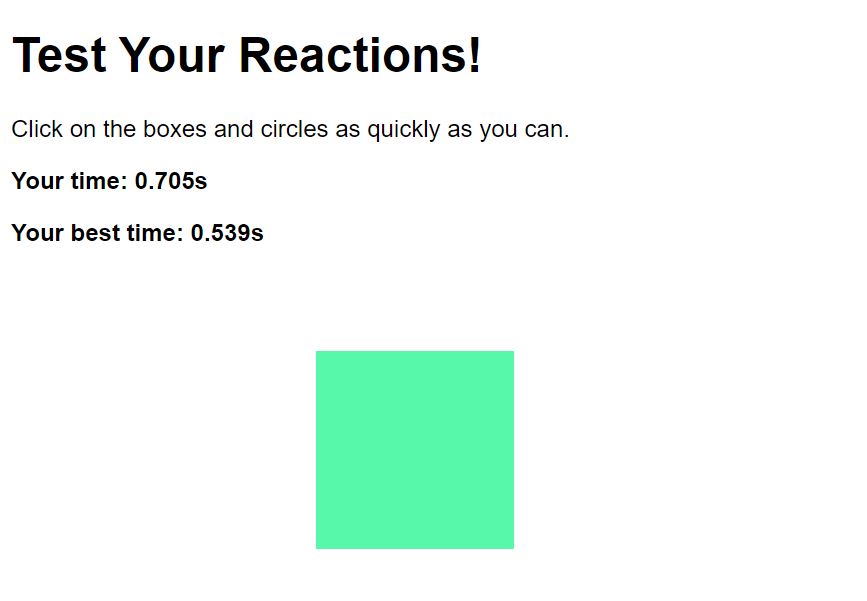 Test Your Reactions!
Click on the boxes and circles as quickly as you can.
Your time: 0.705s
Your best time: 0.539s